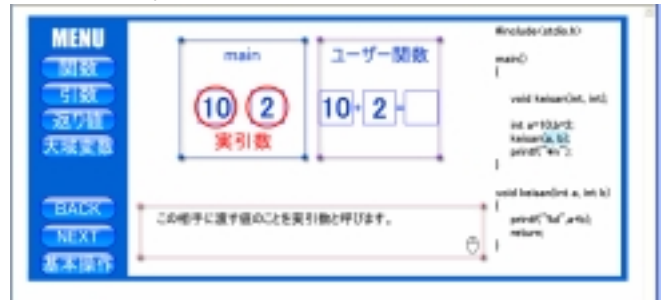 MENU
関数
引数
返り値
大域変数
BACK
NEXT
基本操作
main
10 2
実引数
ユーザー関数
10+2=
この相手に渡す値のことを実引数と呼びます。
#include<stdio.h>
main()
{
void keisan(int, int);
int a=10,b=2;
keisan(a, b);
printf("¥n");
}
void keisan(int a, int b)
{
printf("%d",a+b);
return;
}